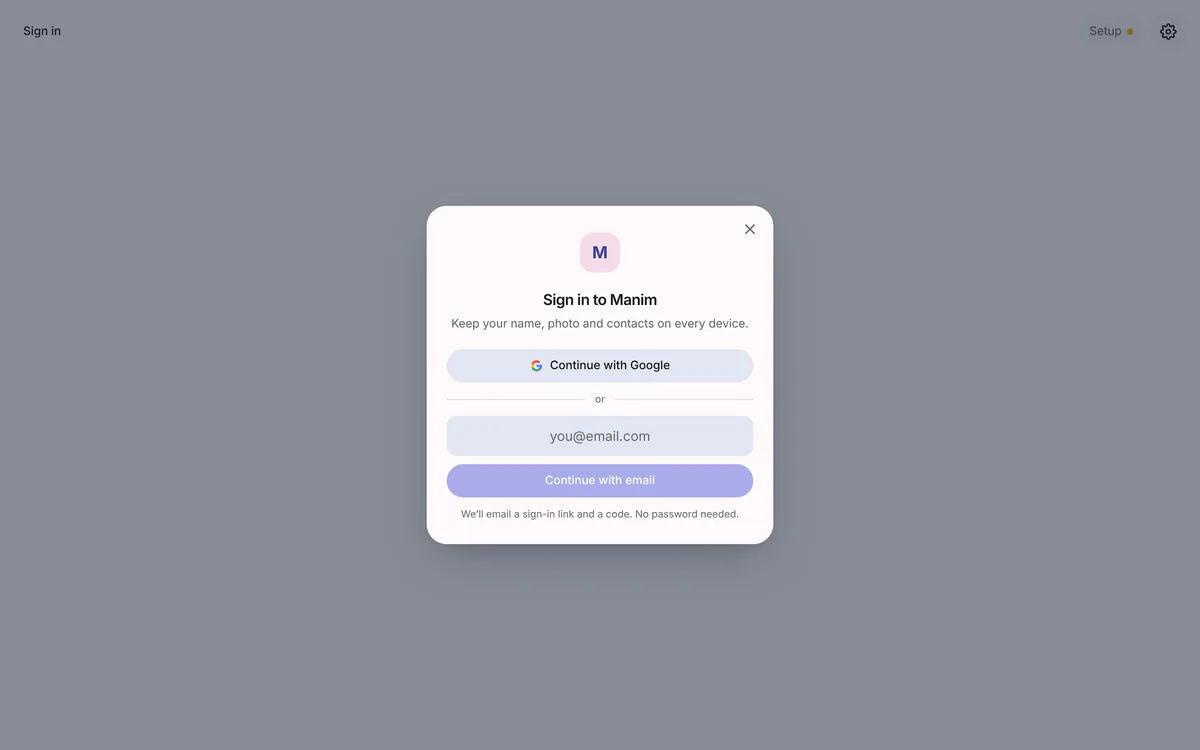 Sign in
Setup
M
Sign in to Manim
Keep your name, photo and contacts on every device.
Continue with Google
or
you@email.com
Continue with email
We'll email a sign-in link and a code. No password needed.